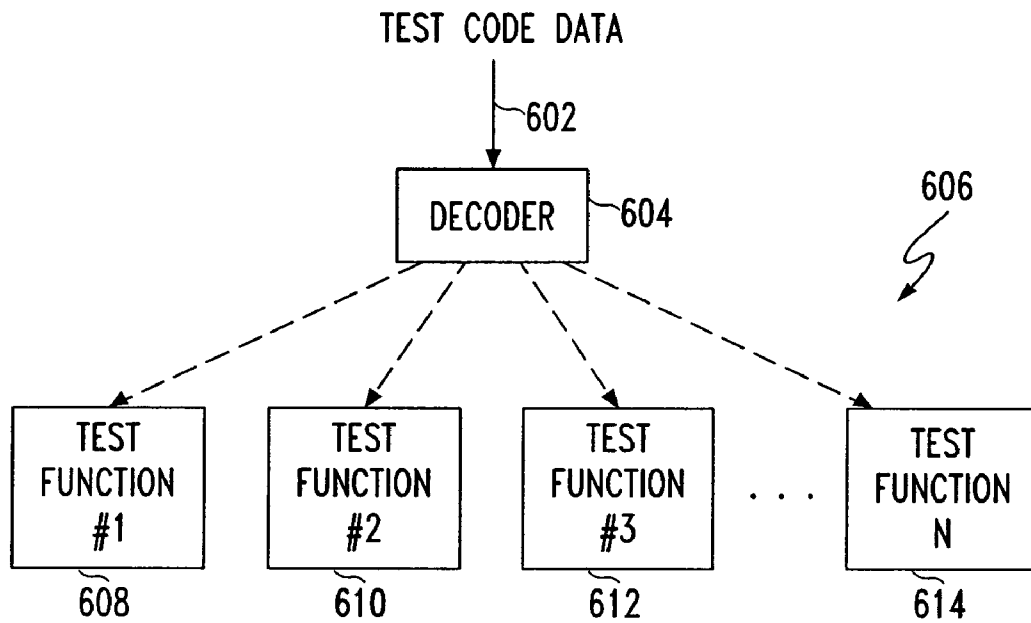 TEST CODE DATA
602
DECODER
604
606
TEST
FUNCTION
#1
TEST
FUNCTION
#2
TEST
FUNCTION
#3
. . .
TEST
FUNCTION
N
608
610
612
614